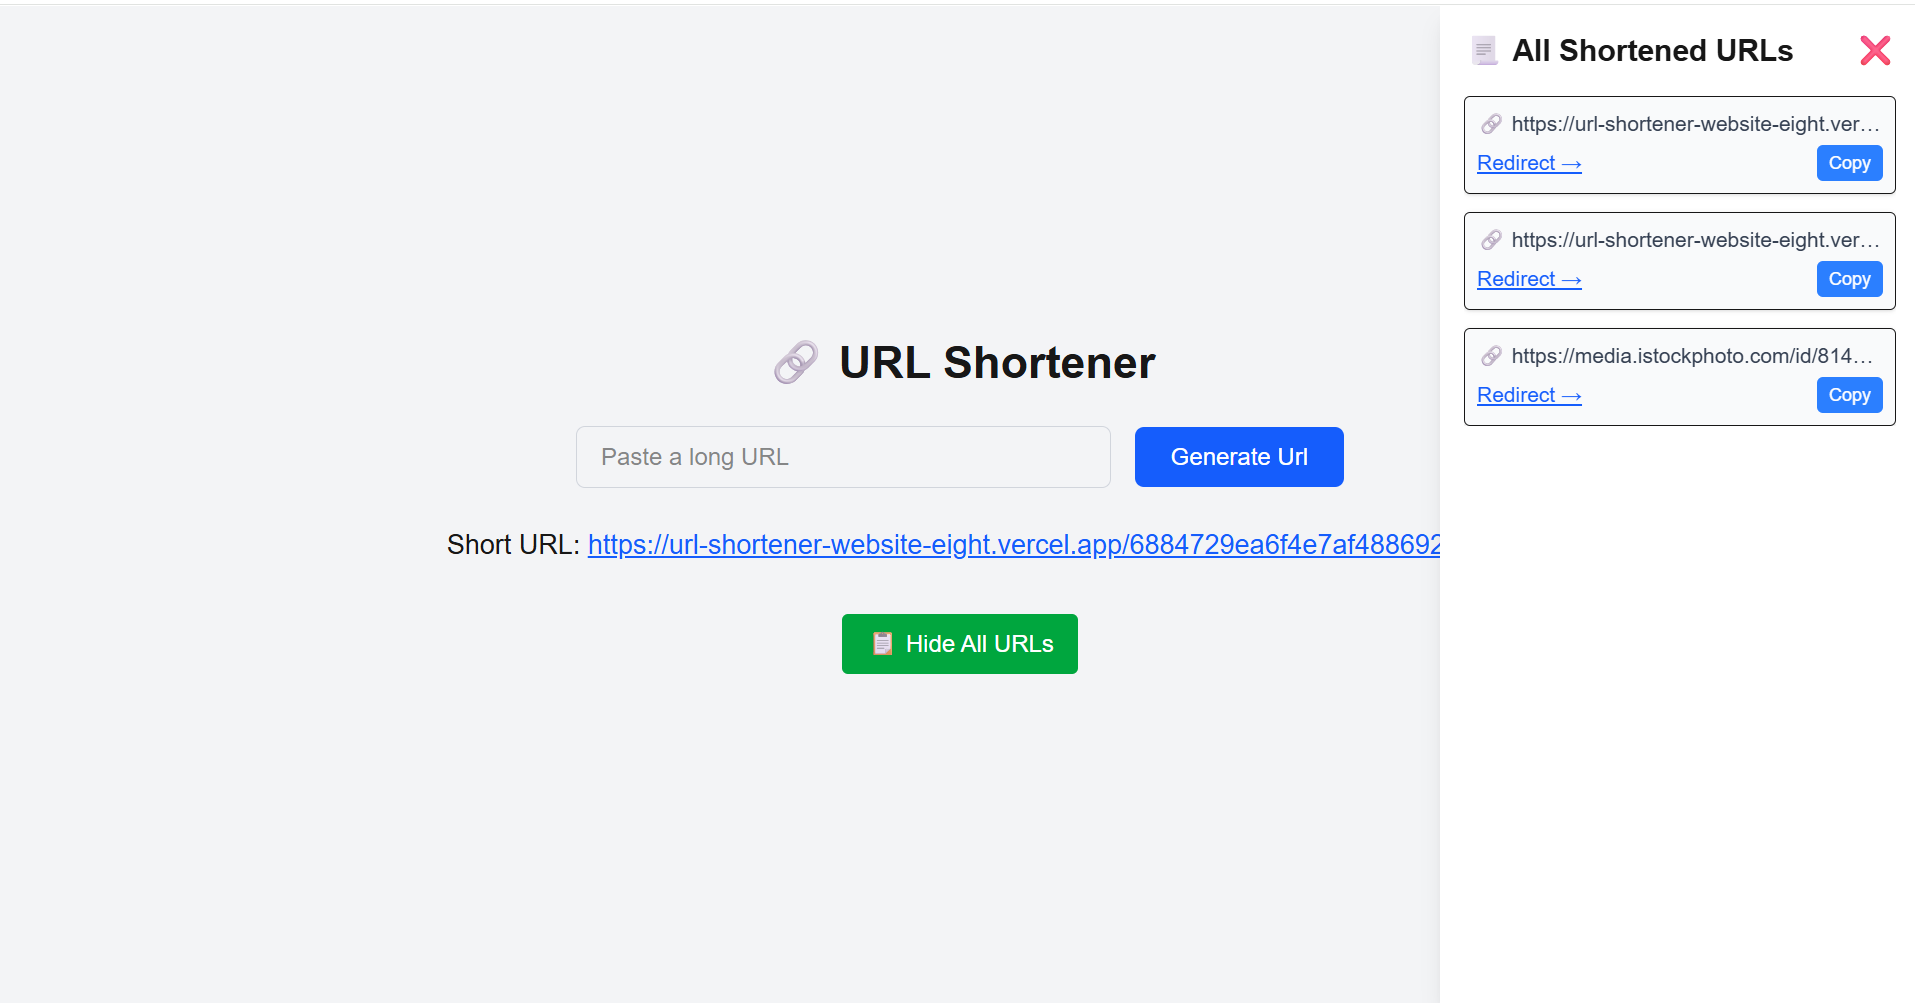 URL Shortener
Paste a long URL
Generate Url
Short URL: https://url-shortener-website-eight.vercel.app/6884729ea6f4e7af488692
Hide All URLs
All Shortened URLs
https://url-shortener-website-eight.ver...
Redirect →
Copy
https://url-shortener-website-eight.ver...
Redirect →
Copy
https://media.istockphoto.com/id/814...
Redirect →
Copy